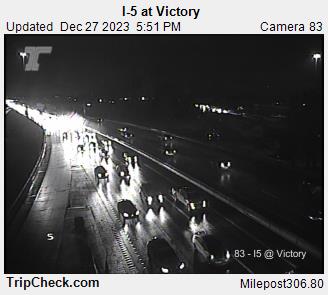 I-5 at Victory
Updated Dec 27 2023 5:51 PM Camera 83
T
S
83 - I5 @ Victory
TripCheck.com Milepost306.80